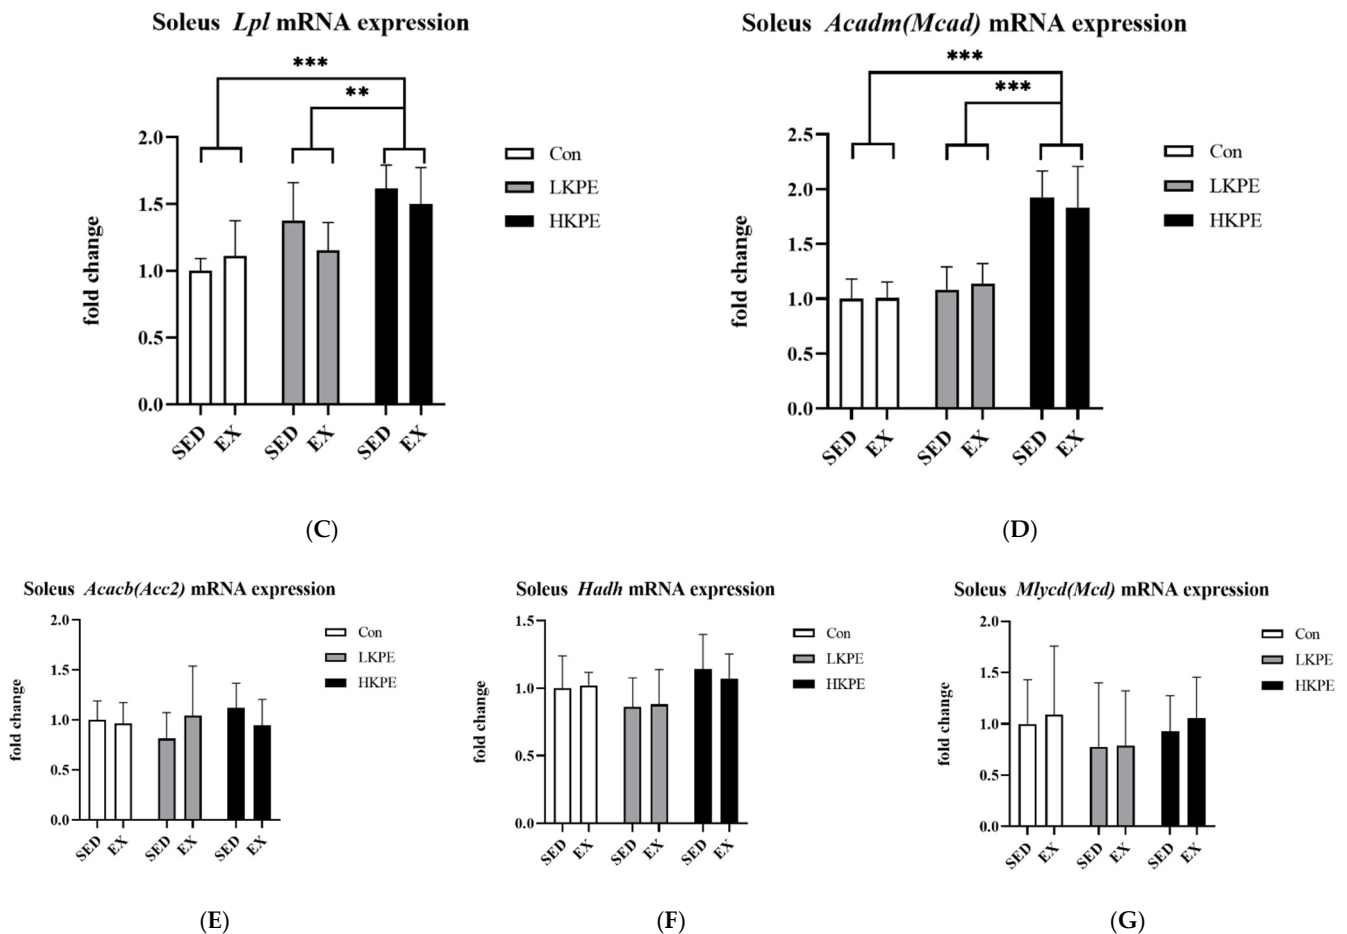 Soleus Lpl mRNA expression
***
**
2.0
1.5
1.0
0.5
0.0
fold change
SED EX SED EX SED EX
Con
LKPE
HKPE
(C)
Soleus Acadm(Mcad) mRNA expression
***
***
2.5
2.0
1.5
1.0
0.5
0.0
fold change
SED EX SED EX SED EX
Con
LKPE
HKPE
(D)
Soleus Acacb(Acc2) mRNA expression
2.0
1.5
1.0
0.5
0.0
fold change
SED EX SED EX SED EX
Con
LKPE
HKPE
(E)
Soleus Hadh mRNA expression
1.5
1.0
0.5
0.0
fold change
SED EX SED EX SED EX
Con
LKPE
HKPE
(F)
Soleus Mlycd(Mcd) mRNA expression
2.0
1.5
1.0
0.5
0.0
fold change
SED EX SED EX SED EX
Con
LKPE
HKPE
(G)